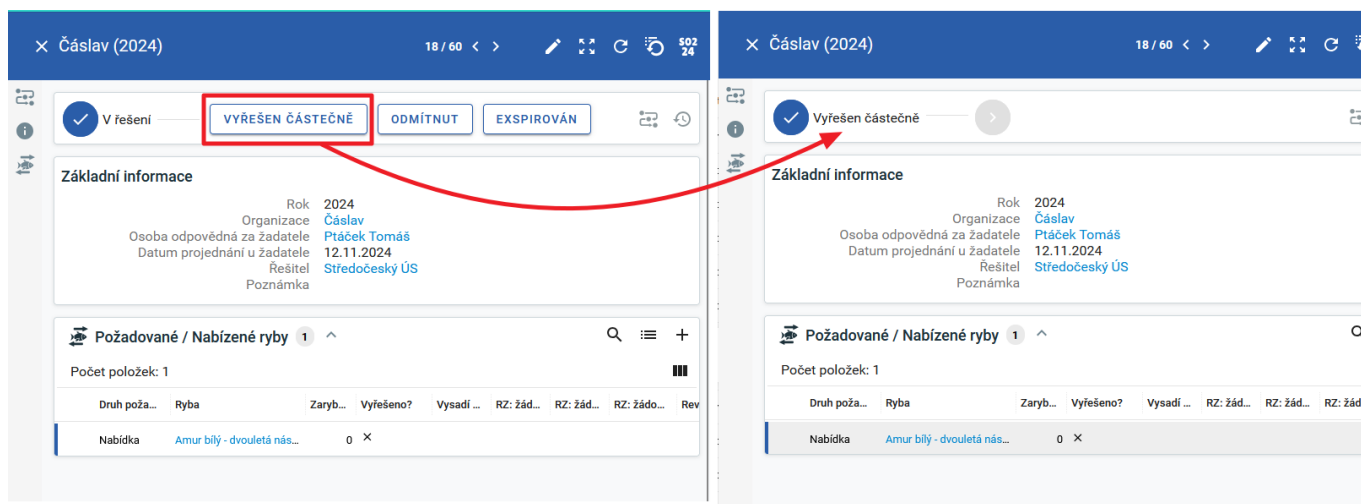 Čáslav (2024)
18 / 60
S02
24
V řešení
VYŘEŠEN ČÁSTEČNĚ
ODMÍTNUT
EXSPIROVÁN
Základní informace
Rok 2024
Organizace Čáslav
Osoba odpovědná za žadatele Ptáček Tomáš
Datum projednání u žadatele 12.11.2024
Řešitel Středočeský ÚS
Poznámka
Požadované / Nabízené ryby 1
Počet položek: 1
Druh poža... Ryba Zaryb... Vyřešeno? Vysadí ... RZ: žád... RZ: žád... RZ: žádo... Rev
Nabídka Amur bílý - dvouletá nás... 0
Čáslav (2024)
18 / 60
Vyřešen částečně
Základní informace
Rok 2024
Organizace Čáslav
Osoba odpovědná za žadatele Ptáček Tomáš
Datum projednání u žadatele 12.11.2024
Řešitel Středočeský ÚS
Poznámka
Požadované / Nabízené ryby 1
Počet položek: 1
Druh poža... Ryba Zaryb... Vyřešeno? Vysadí ... RZ: žád... RZ: žád... RZ: žád
Nabídka Amur bílý - dvouletá nás... 0